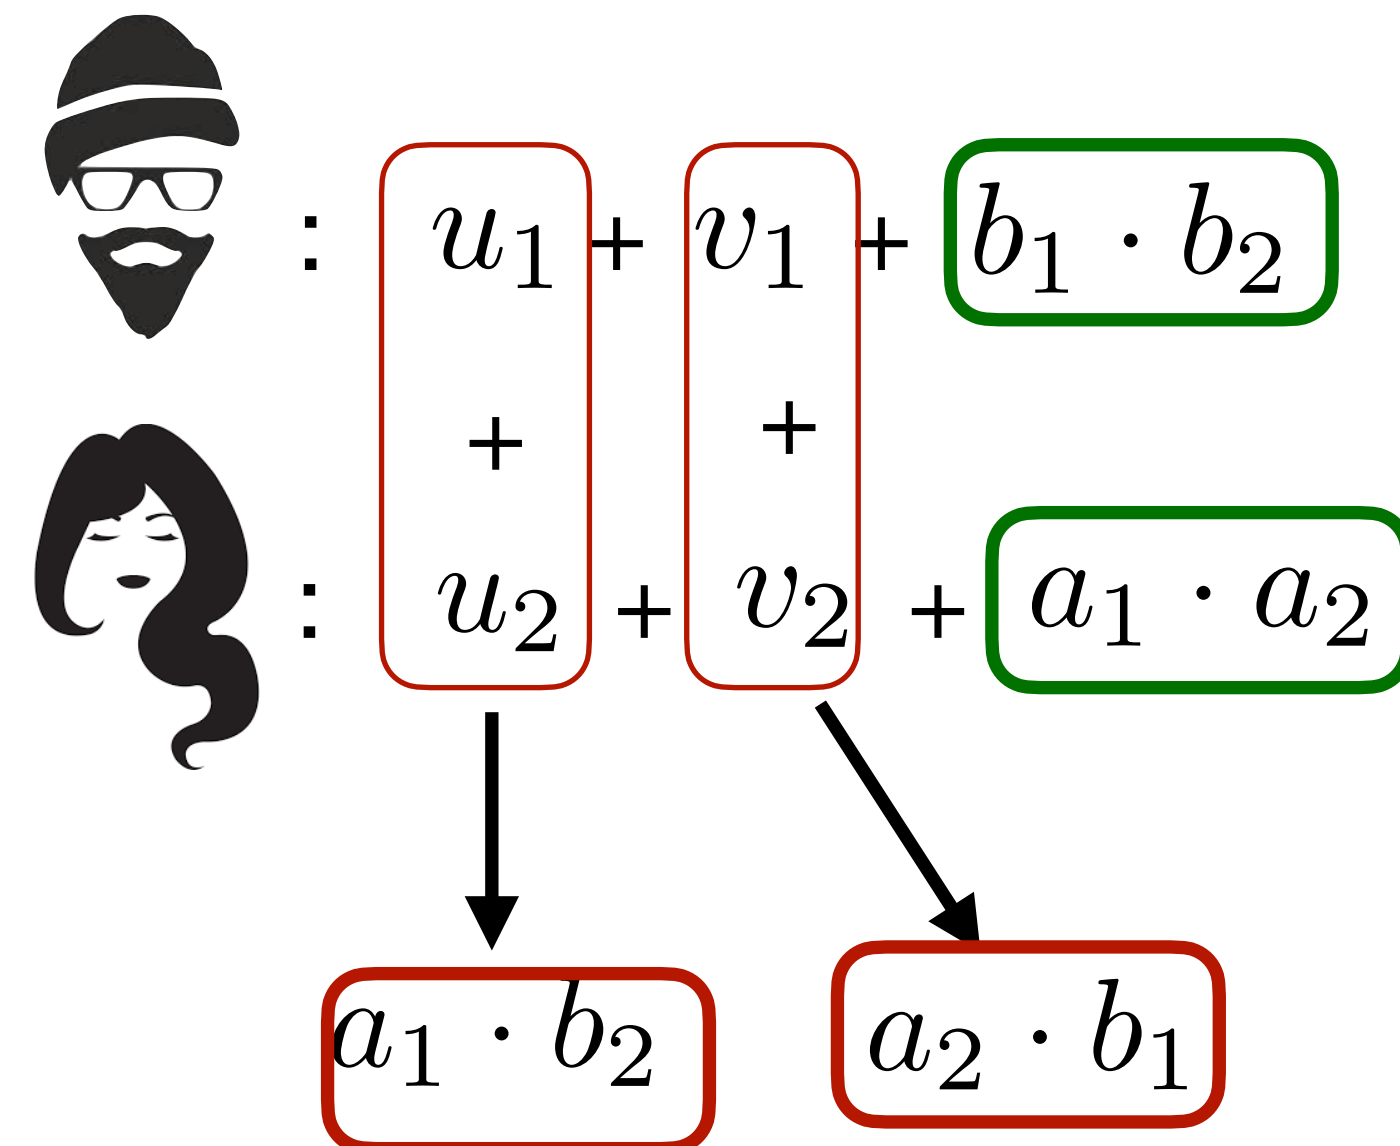 : u₁ + v₁ + b₁ · b₂
+ +
: u₂ + v₂ + a₁ · a₂
a₁ · b₂ a₂ · b₁